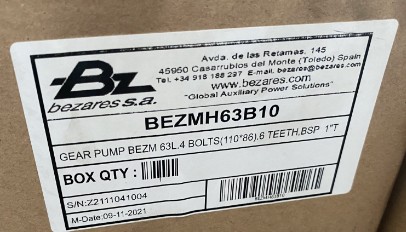 Bz
bezares s.a.
Avda. de las Retamas, 145
45950 Casarrubios del Monte (Toledo) Spain
Tel. +34 918 188 297 E-mail. bezares@bezares.com
www.bezares.com
"Global Auxiliary Power Solutions"
BEZMH63B10
GEAR PUMP BEZM 63L.4 BOLTS(110*86).6 TEETH.BSP 1"T
BOX QTY :
S/N:Z2111041004
M-Date:09-11-2021